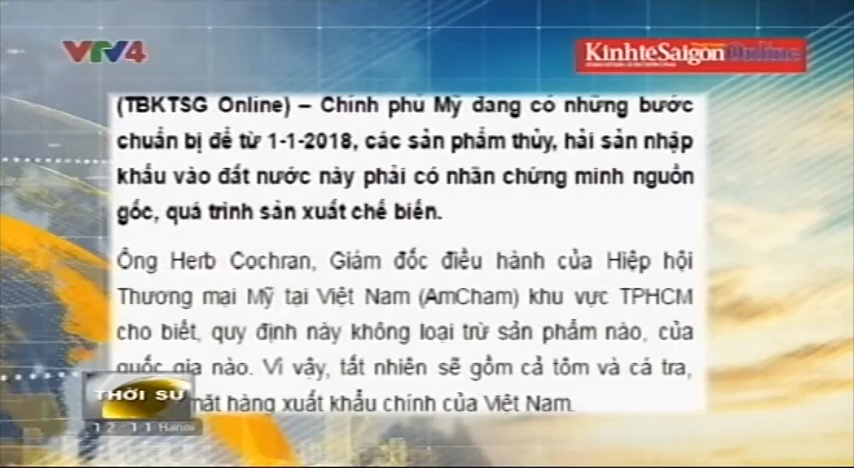 VTV4
KinhtếSaigon Online
(TBKTSG Online) – Chính phủ Mỹ đang có những bước
chuẩn bị để từ 1-1-2018, các sản phẩm thủy, hải sản nhập
khẩu vào đất nước này phải có nhãn chứng minh nguồn
gốc, quá trình sản xuất chế biến.
Ông Herb Cochran, Giám đốc điều hành của Hiệp hội
Thương mại Mỹ tại Việt Nam (AmCham) khu vực TPHCM
cho biết, quy định này không loại trừ sản phẩm nào, của
quốc gia nào. Vì vậy, tất nhiên sẽ gồm cả tôm và cá tra,
mặt hàng xuất khẩu chính của Việt Nam.
THỜI SỰ
12:11 Hanoi